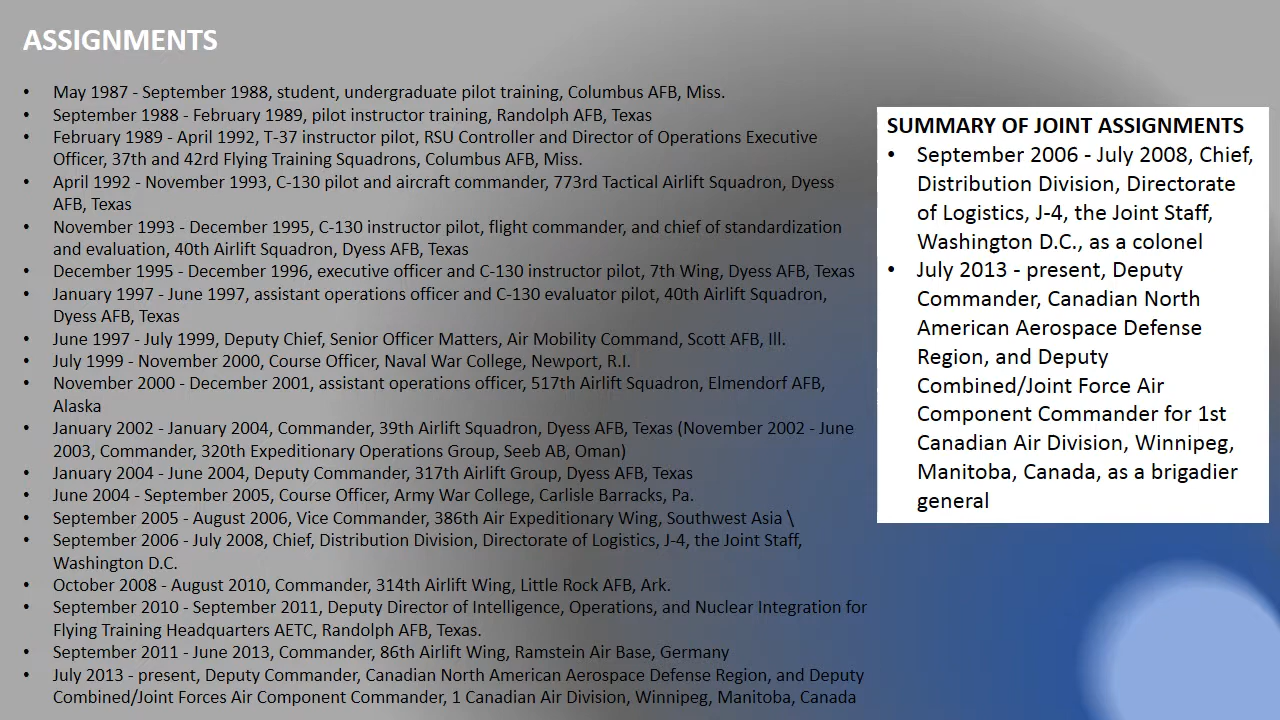 ASSIGNMENTS
• May 1987 - September 1988, student, undergraduate pilot training, Columbus AFB, Miss.
• September 1988 - February 1989, pilot instructor training, Randolph AFB, Texas
• February 1989 - April 1992, T-37 instructor pilot, RSU Controller and Director of Operations Executive
Officer, 37th and 42rd Flying Training Squadrons, Columbus AFB, Miss.
• April 1992 - November 1993, C-130 pilot and aircraft commander, 773rd Tactical Airlift Squadron, Dyess
AFB, Texas
• November 1993 - December 1995, C-130 instructor pilot, flight commander, and chief of standardization
and evaluation, 40th Airlift Squadron, Dyess AFB, Texas
• December 1995 - December 1996, executive officer and C-130 instructor pilot, 7th Wing, Dyess AFB, Texas
• January 1997 - June 1997, assistant operations officer and C-130 evaluator pilot, 40th Airlift Squadron,
Dyess AFB, Texas
• June 1997 - July 1999, Deputy Chief, Senior Officer Matters, Air Mobility Command, Scott AFB, Ill.
• July 1999 - November 2000, Course Officer, Naval War College, Newport, R.I.
• November 2000 - December 2001, assistant operations officer, 517th Airlift Squadron, Elmendorf AFB,
Alaska
• January 2002 - January 2004, Commander, 39th Airlift Squadron, Dyess AFB, Texas (November 2002 - June
2003, Commander, 320th Expeditionary Operations Group, Seeb AB, Oman)
• January 2004 - June 2004, Deputy Commander, 317th Airlift Group, Dyess AFB, Texas
• June 2004 - September 2005, Course Officer, Army War College, Carlisle Barracks, Pa.
• September 2005 - August 2006, Vice Commander, 386th Air Expeditionary Wing, Southwest Asia \
• September 2006 - July 2008, Chief, Distribution Division, Directorate of Logistics, J-4, the Joint Staff,
Washington D.C.
• October 2008 - August 2010, Commander, 314th Airlift Wing, Little Rock AFB, Ark.
• September 2010 - September 2011, Deputy Director of Intelligence, Operations, and Nuclear Integration for
Flying Training Headquarters AETC, Randolph AFB, Texas.
• September 2011 - June 2013, Commander, 86th Airlift Wing, Ramstein Air Base, Germany
• July 2013 - present, Deputy Commander, Canadian North American Aerospace Defense Region, and Deputy
Combined/Joint Forces Air Component Commander, 1 Canadian Air Division, Winnipeg, Manitoba, Canada
SUMMARY OF JOINT ASSIGNMENTS
• September 2006 - July 2008, Chief,
Distribution Division, Directorate
of Logistics, J-4, the Joint Staff,
Washington D.C., as a colonel
• July 2013 - present, Deputy
Commander, Canadian North
American Aerospace Defense
Region, and Deputy
Combined/Joint Force Air
Component Commander for 1st
Canadian Air Division, Winnipeg,
Manitoba, Canada, as a brigadier
general